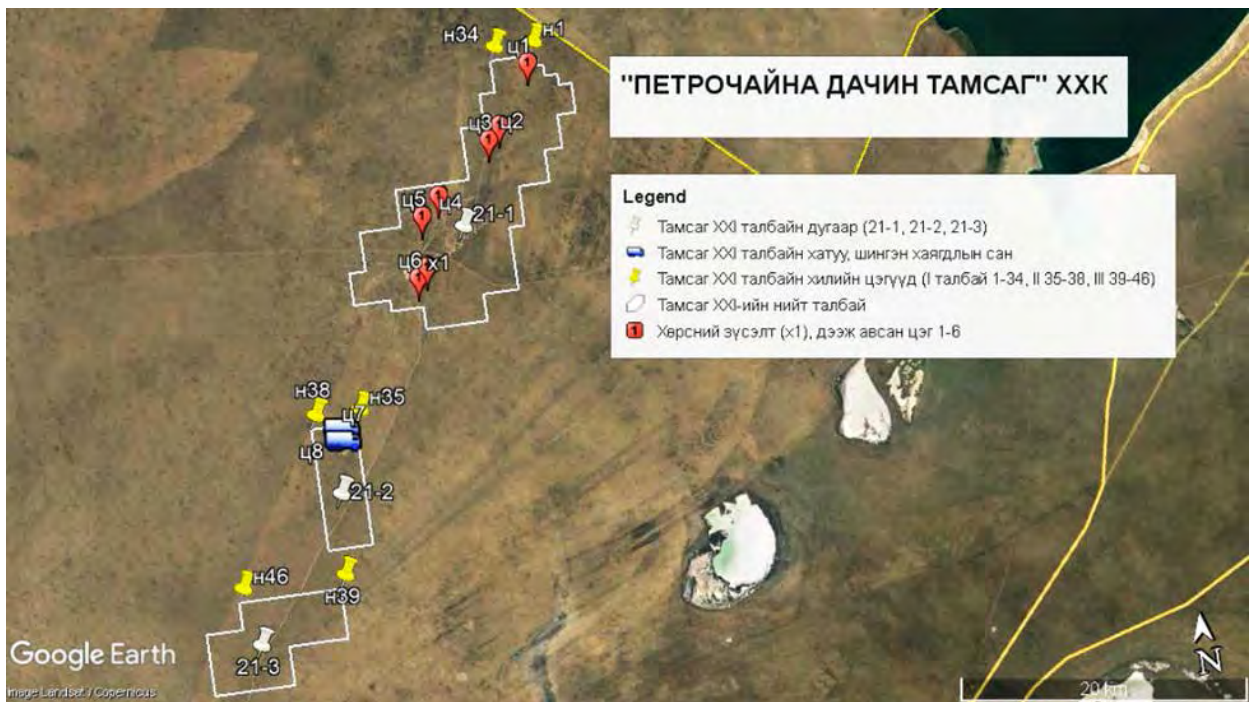 н34
н1
ц1
"ПЕТРОЧАЙНА ДАЧИН ТАМСАГ" ХХК
ц3
ц2
Legend
Тамсаг XXI талбайн дугаар (21-1, 21-2, 21-3)
Тамсаг XXI талбайн хатуу, шингэн хаягдлын сан
Тамсаг XXI талбайн хилийн цэгүүд (I талбай 1-34, II 35-38, III 39-46)
Тамсаг XXI-ийн нийт талбай
1 Хөрсний зүсэлт (х1), дээж авсан цэг 1-6
ц5
ц4
21-1
ц6
х1
н38
н35
ц7
ц8
21-2
н46
н39
21-3
Google Earth
Image Landsat / Copernicus
N
20 km